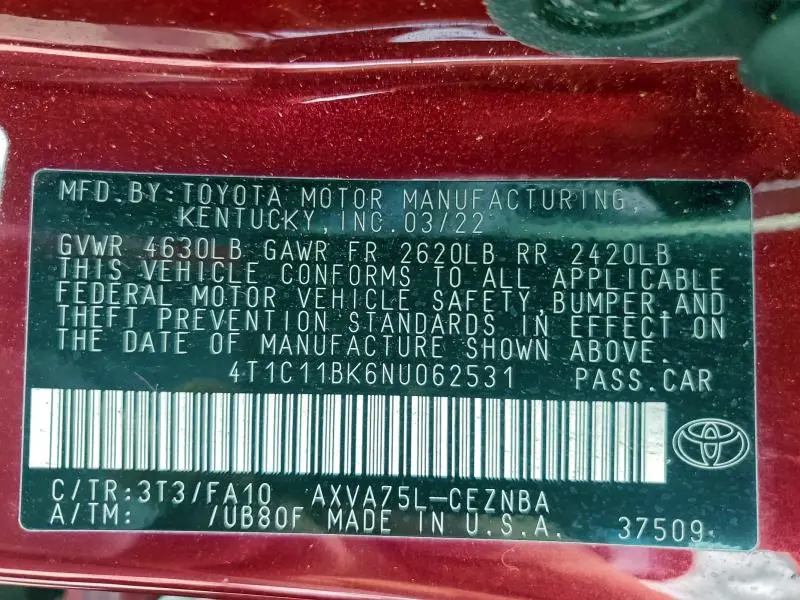 MFD.BY:TOYOTA MOTOR MANUFACTURING,
KENTUCKY,INC.03/22
GVWR 4630LB GAWR FR 2620LB RR 2420LB
THIS VEHICLE CONFORMS TO ALL APPLICABLE
FEDERAL MOTOR VEHICLE SAFETY,BUMPER,AND
THEFT PREVENTION STANDARDS IN EFFECT ON
THE DATE OF MANUFACTURE SHOWN ABOVE.
4T1C11BK6NU062531 PASS.CAR
C/TR:3T3/FA10 AXVA75L-CEZNBA
A/TM: /UB80F MADE IN U.S.A. 37509